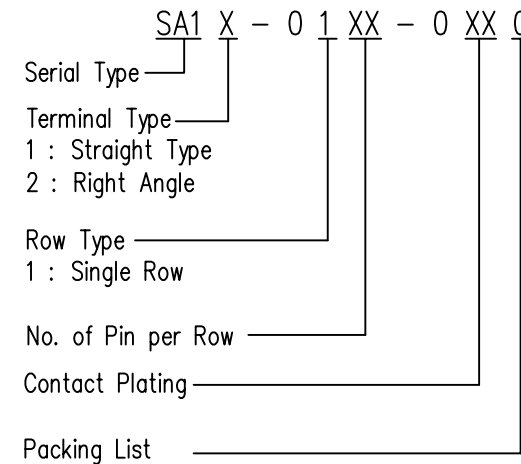 SA1 X - 0 1 XX - 0 XX 0
Serial Type
Terminal Type
1 : Straight Type
2 : Right Angle
Row Type
1 : Single Row
No. of Pin per Row
Contact Plating
Packing List